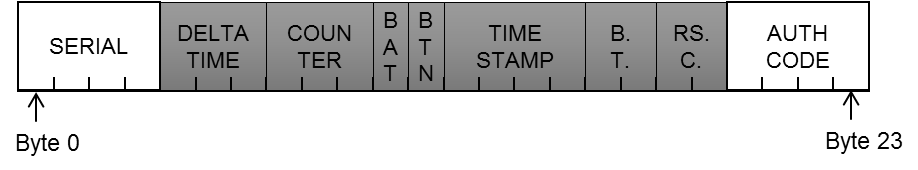 SERIAL
DELTA
TIME
COUN
TER
B
A
T
B
T
N
TIME
STAMP
B.
T.
RS.
C.
AUTH
CODE
Byte 0
Byte 23